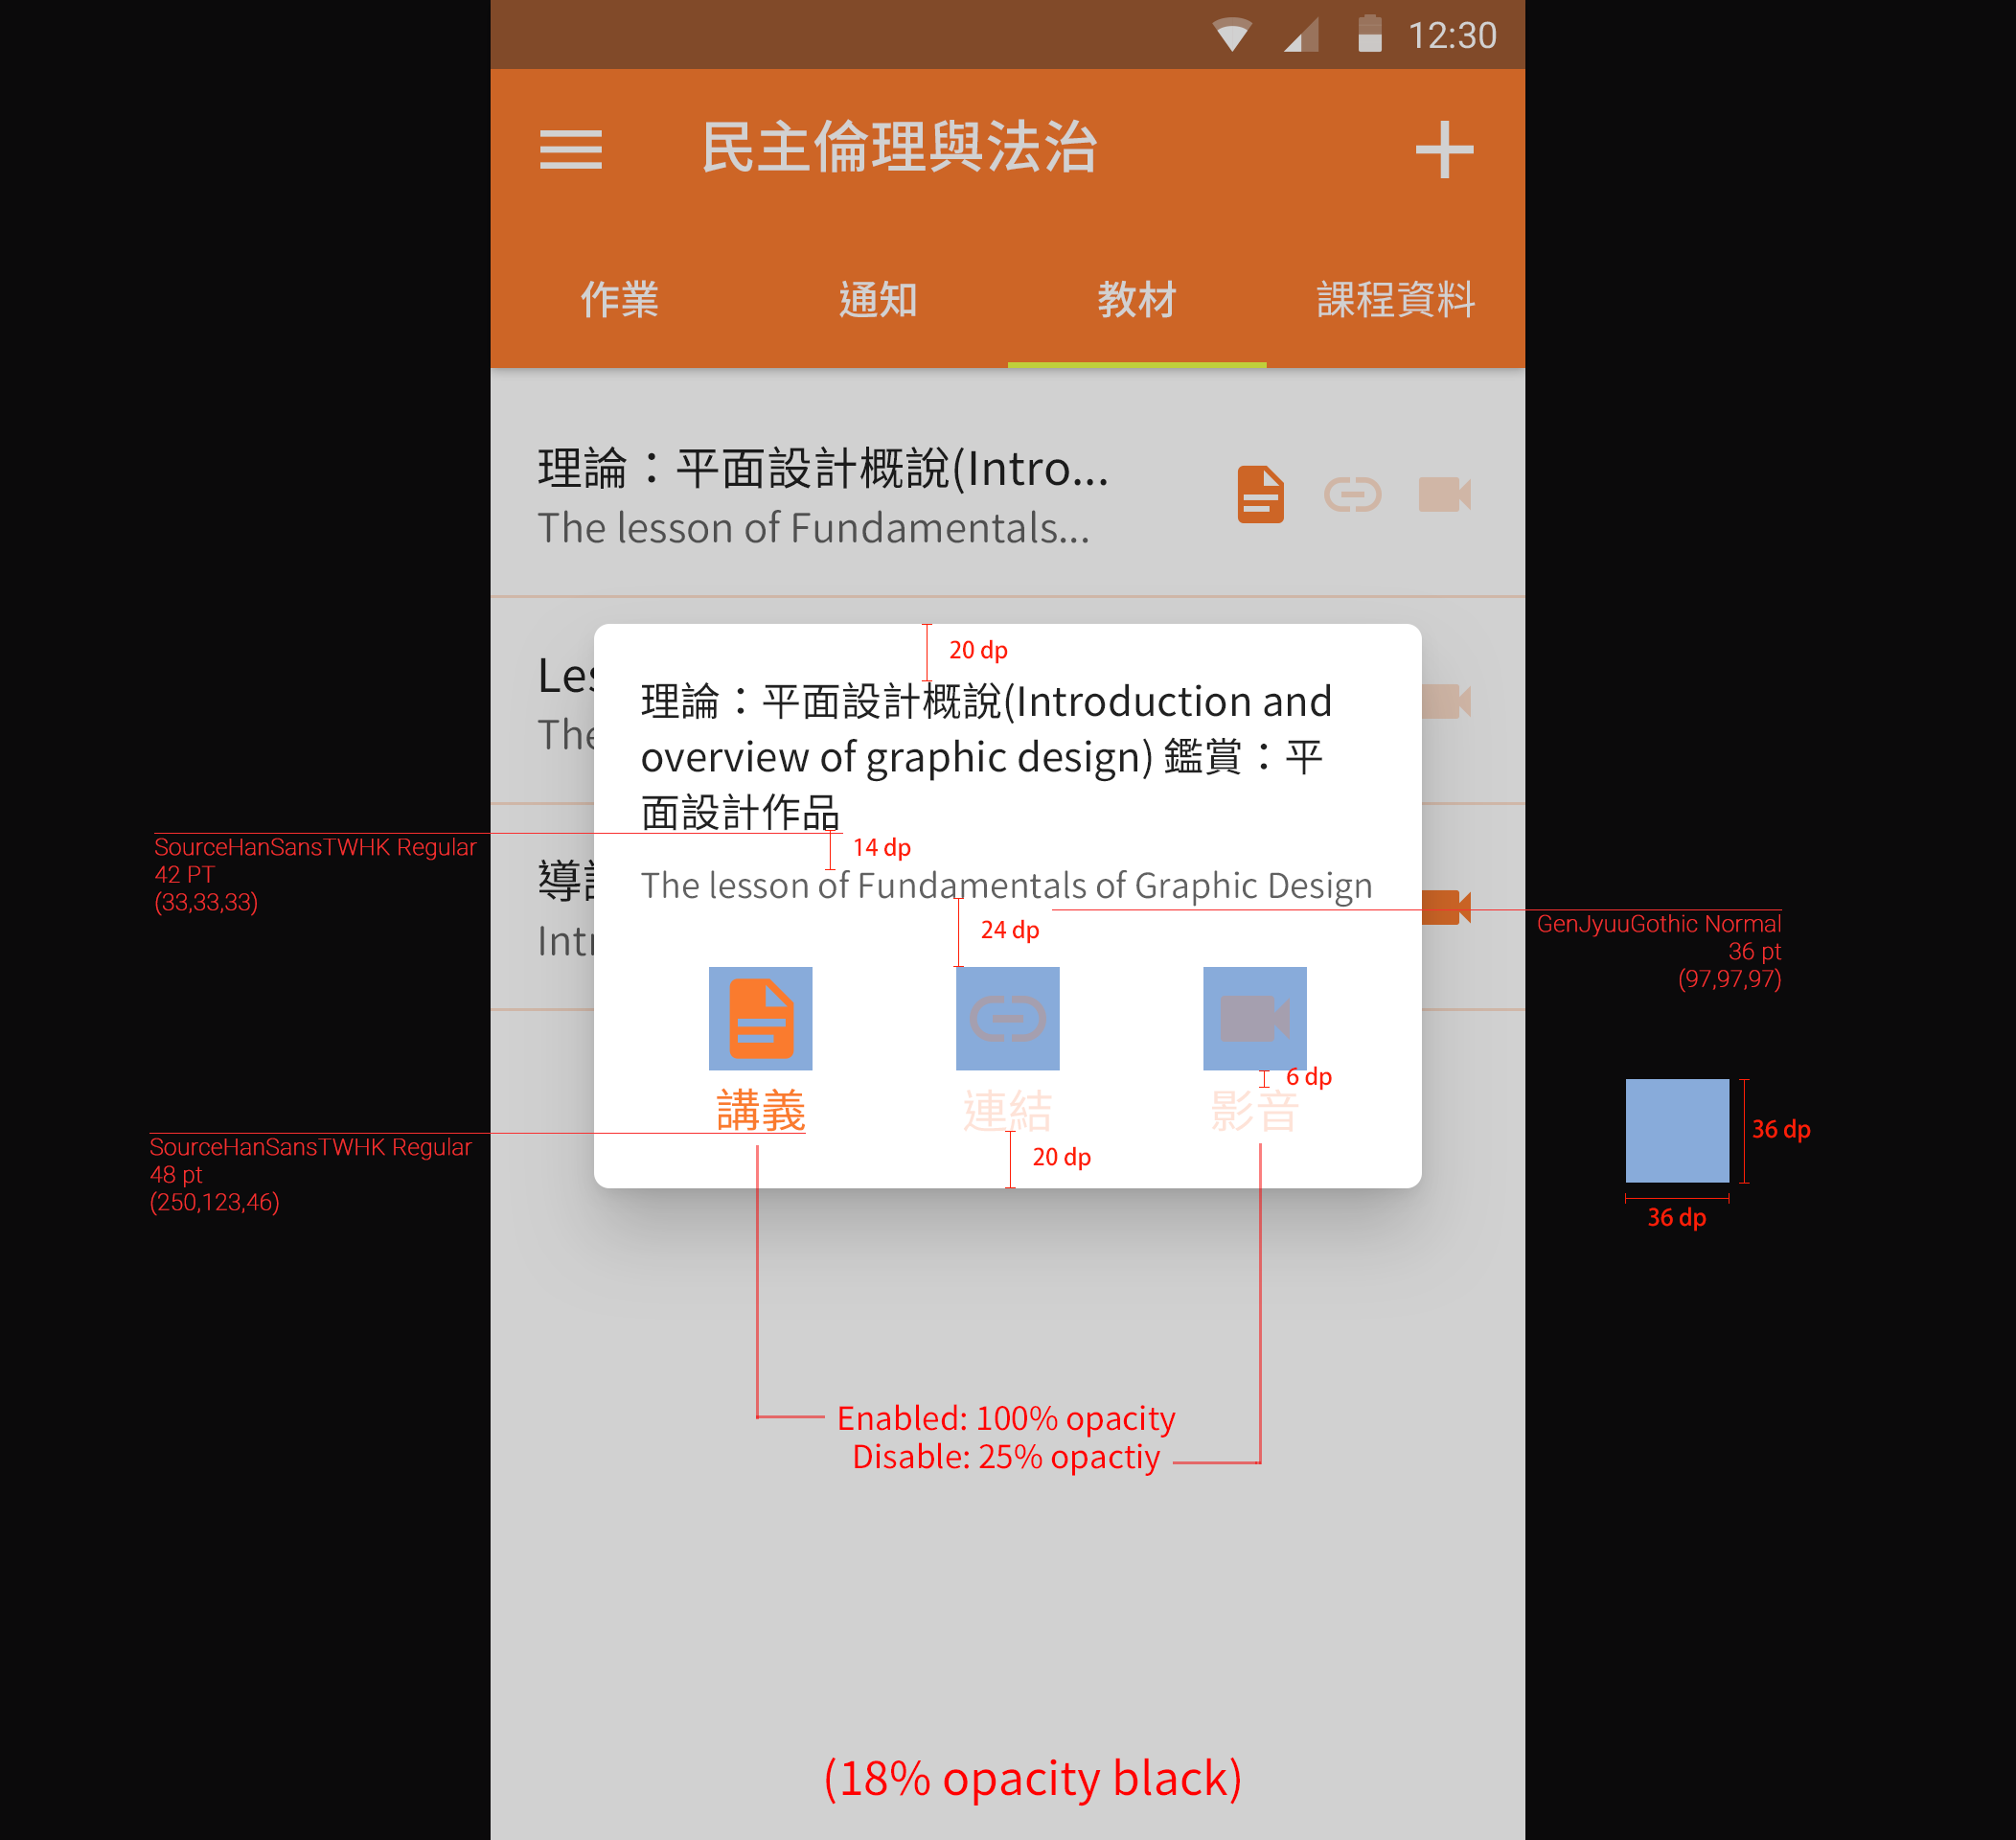 12:30
民主倫理與法治
作業 通知 教材 課程資料
理論：平面設計概說(Intro...
The lesson of Fundamentals...
20 dp
Les
The
理論：平面設計概說(Introduction and
overview of graphic design) 鑑賞：平
面設計作品
SourceHanSansTWHK Regular
42 PT
(33,33,33)
14 dp
導
The lesson of Fundamentals of Graphic Design
Intr
24 dp
GenJyuuGothic Normal
36 pt
(97,97,97)
6 dp
講義 連結 影音
SourceHanSansTWHK Regular
48 pt
(250,123,46)
20 dp
36 dp
36 dp
Enabled: 100% opacity
Disable: 25% opactiy
(18% opacity black)